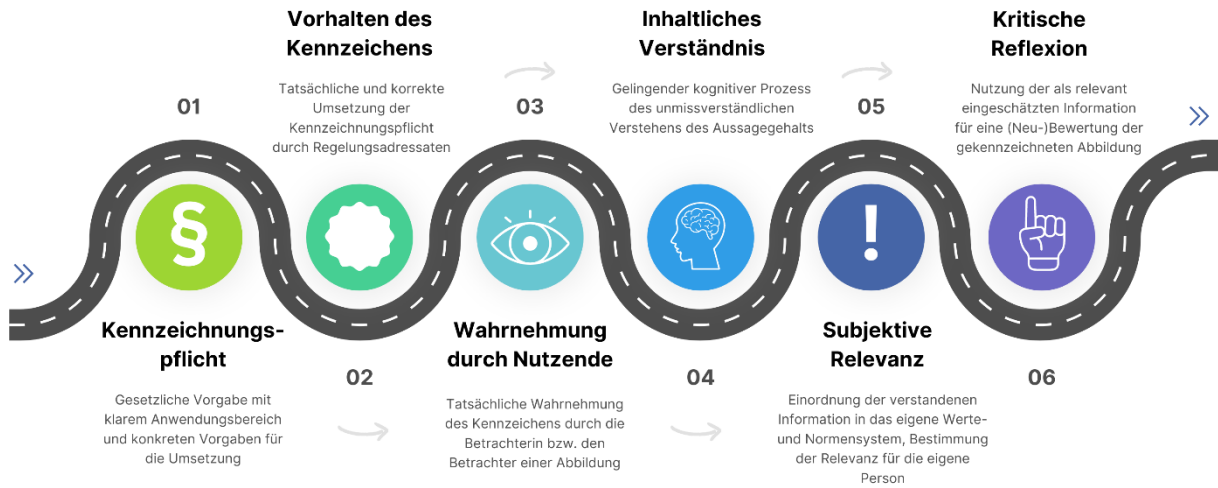 01
Kennzeichnungs-
pflicht
Gesetzliche Vorgabe mit
klarem Anwendungsbereich
und konkreten Vorgaben für
die Umsetzung
Vorhalten des
Kennzeichens
Tatsächliche und korrekte
Umsetzung der
Kennzeichnungspflicht
durch Regelungsadressaten
02
03
Wahrnehmung
durch Nutzende
Tatsächliche Wahrnehmung
des Kennzeichens durch die
Betrachterin bzw. den
Betrachter einer Abbildung
Inhaltliches
Verständnis
Gelingender kognitiver Prozess
des unmissverständlichen
Verstehens des Aussagegehalts
04
05
Subjektive
Relevanz
Einordnung der verstandenen
Information in das eigene Werte-
und Normensystem, Bestimmung
der Relevanz für die eigene
Person
Kritische
Reflexion
Nutzung der als relevant
eingeschätzten Information
für eine (Neu-)Bewertung der
gekennzeichneten Abbildung
06
§
!